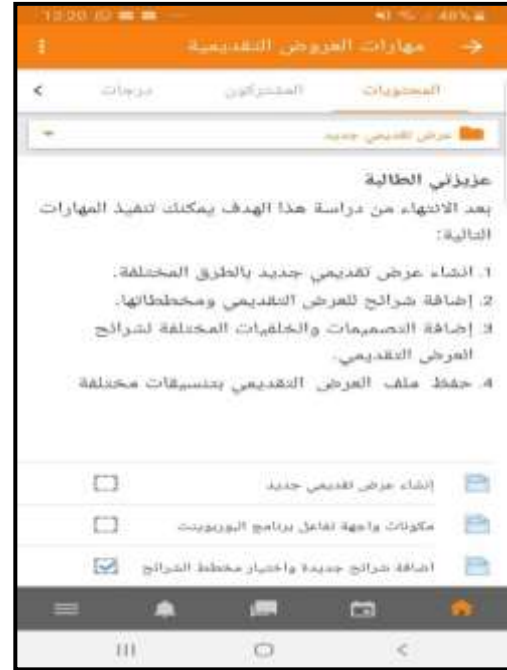 مهارات العروض التقديمية
المحتويات
المشتركون
درجات
عرض تقديمي جديد
عزيزتي الطالبة
بعد الانتهاء من دراسة هذا الهدف يمكنك تنفيذ المهارات
التالية:
1. انشاء عرض تقديمي جديد بالطرق المختلفة.
2. إضافة شرائح للعرض التقديمي ومخططاتها.
3. إضافة التصميمات والخلفيات المختلفة لشرائح
العرض التقديمي.
4. حفظ ملف العرض التقديمي بتنسيقات مختلفة
إنشاء عرض تقديمي جديد
مكونات واجهة تفاعل برنامج البوربوينت
اضافة شرائح جديدة واختيار مخطط الشرائح